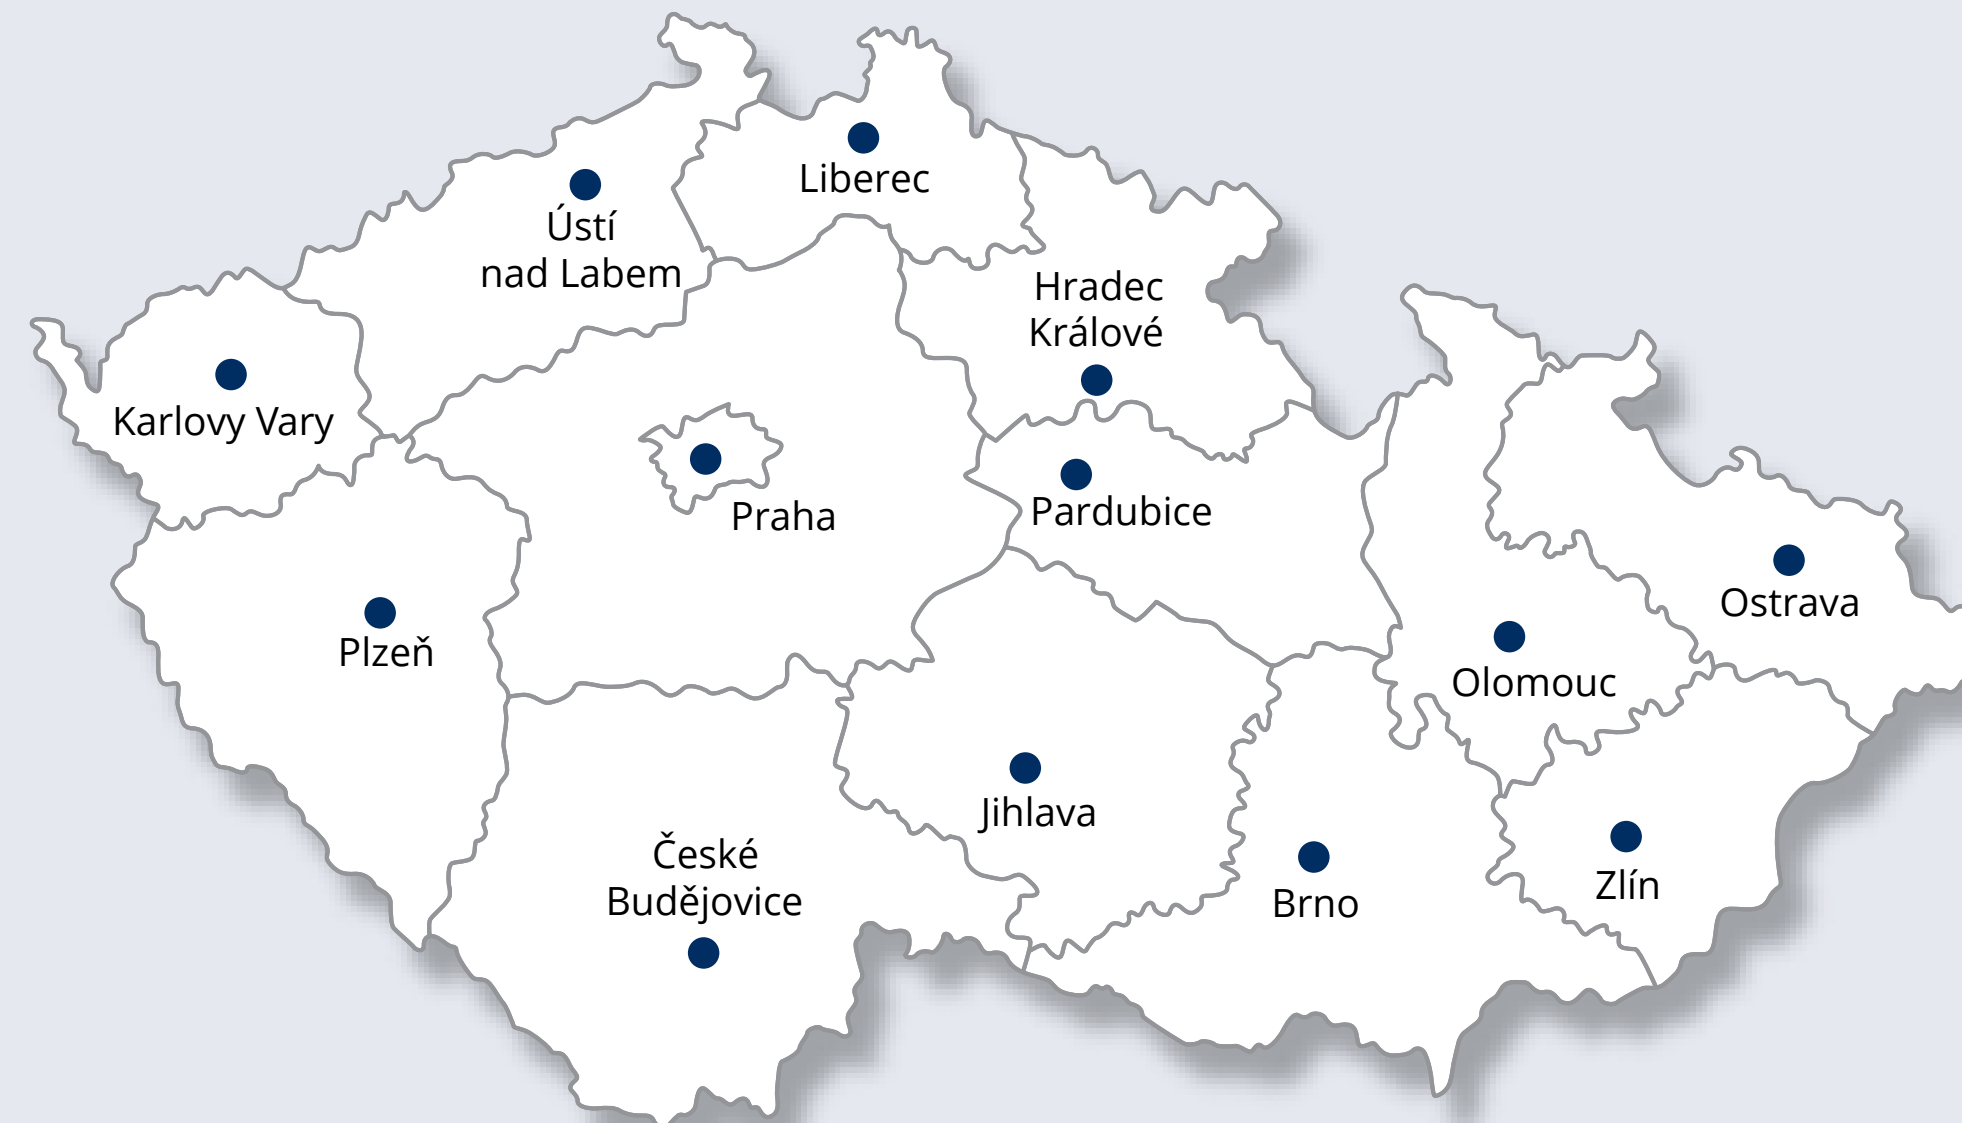 Liberec
Ústí
nad Labem
Hradec
Králové
Karlovy Vary
Praha
Pardubice
Ostrava
Plzeň
Olomouc
Jihlava
České
Budějovice
Zlín
Brno